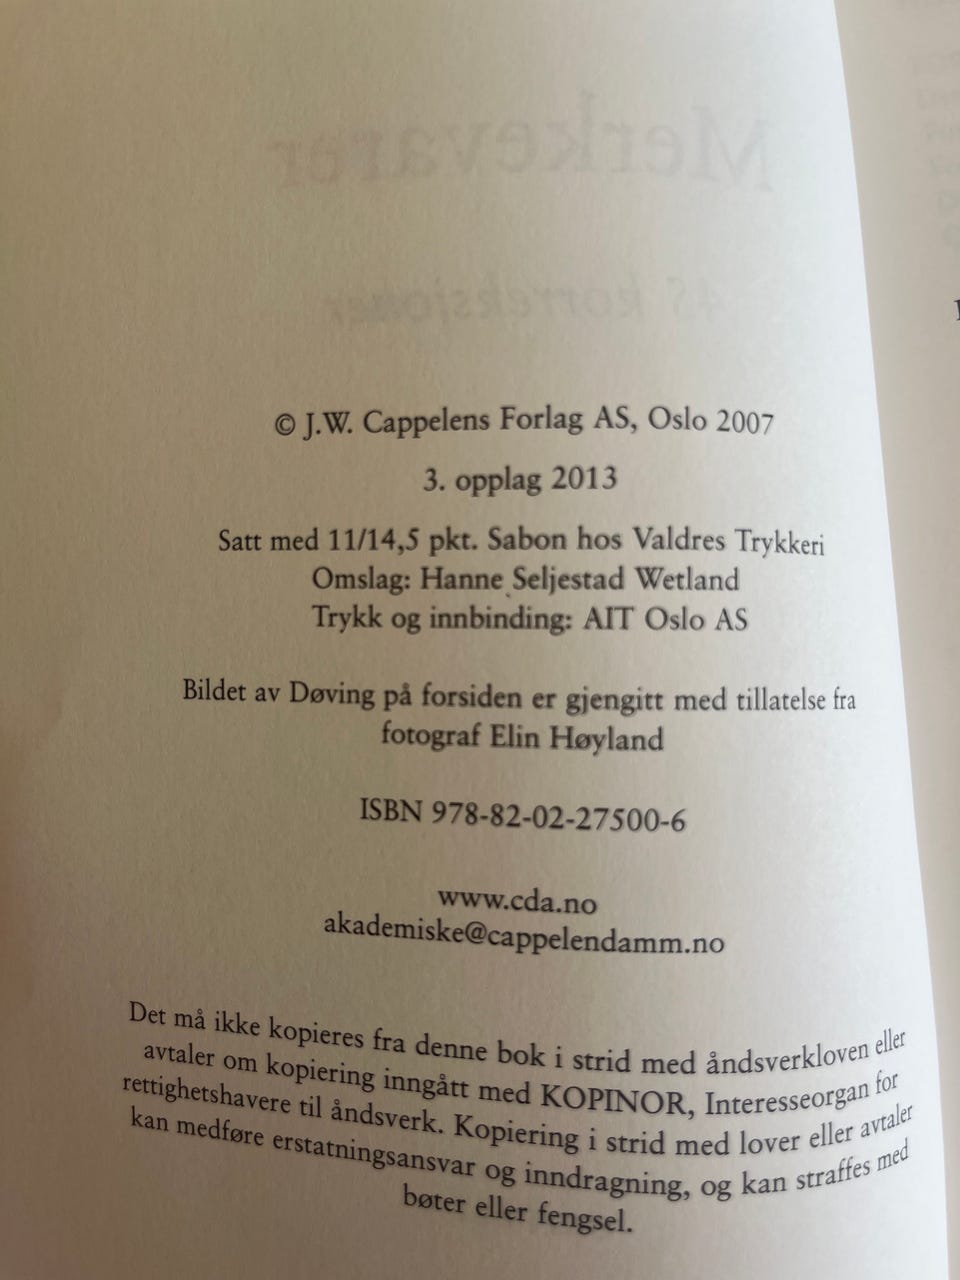 Merkevarer
45 korreksjoner
© J.W. Cappelens Forlag AS, Oslo 2007
3. opplag 2013
Satt med 11/14,5 pkt. Sabon hos Valdres Trykkeri
Omslag: Hanne Seljestad Wetland
Trykk og innbinding: AIT Oslo AS
Bildet av Døving på forsiden er gjengitt med tillatelse fra
fotograf Elin Høyland
ISBN 978-82-02-27500-6
www.cda.no
akademiske@cappelendamm.no
Det må ikke kopieres fra denne bok i strid med åndsverkloven eller
avtaler om kopiering inngått med KOPINOR, Interesseorgan for
rettighetshavere til åndsverk. Kopiering i strid med lover eller avtaler
kan medføre erstatningsansvar og inndragning, og kan straffes med
bøter eller fengsel.